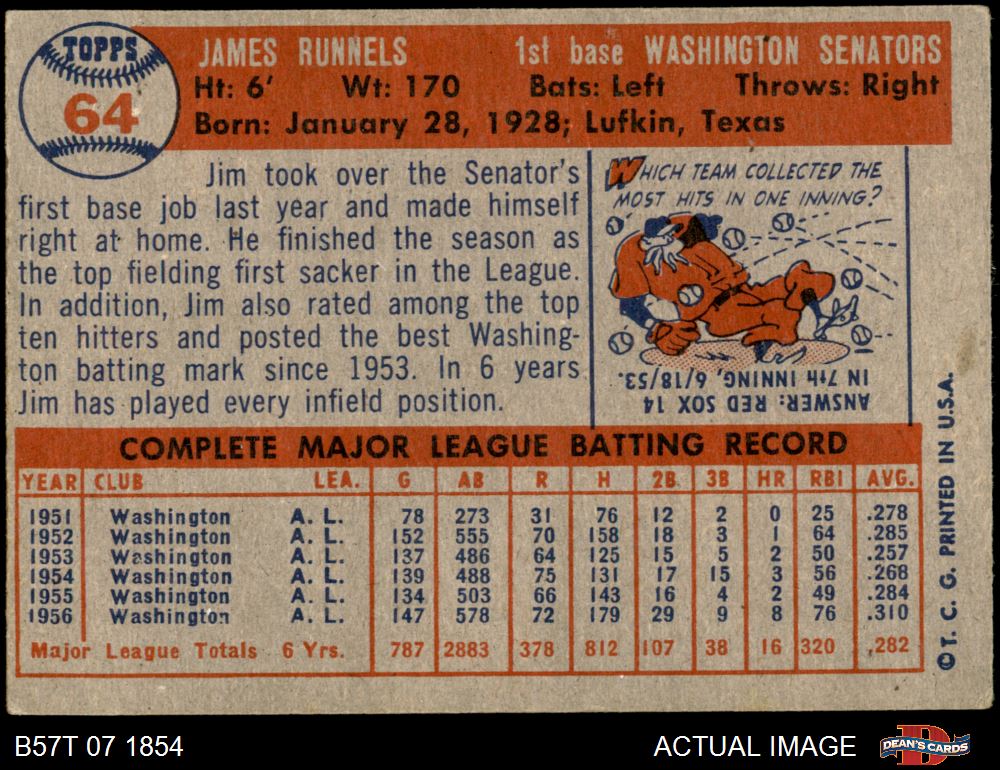 TOPPS
64
JAMES RUNNELS 1st base WASHINGTON SENATORS
Ht: 6' Wt: 170 Bats: Left Throws: Right
Born: January 28, 1928; Lufkin, Texas
Jim took over the Senator's
first base job last year and made himself
right at home. He finished the season as
the top fielding first sacker in the League.
In addition, Jim also rated among the top
ten hitters and posted the best Washing-
ton batting mark since 1953. In 6 years
Jim has played every infield position.
WHICH TEAM COLLECTED THE
MOST HITS IN ONE INNING?
ANSWER: RED SOX 14
IN 7TH INNING, 6/18/53.
COMPLETE MAJOR LEAGUE BATTING RECORD
YEAR CLUB LEA. G AB R H 2B 3B HR RBI AVG.
1951 Washington A. L. 78 273 31 76 12 2 0 25 .278
1952 Washington A. L. 152 555 70 158 18 3 1 64 .285
1953 Washington A. L. 137 486 64 125 15 5 2 50 .257
1954 Washington A. L. 139 488 75 131 17 15 3 56 .268
1955 Washington A. L. 134 503 66 143 16 4 2 49 .284
1956 Washington A. L. 147 578 72 179 29 9 8 76 .310
Major League Totals 6 Yrs. 787 2883 378 812 107 38 16 320 .282
© T. C. G. PRINTED IN U.S.A.
B57T 07 1854
ACTUAL IMAGE
D
DEAN'S CARDS